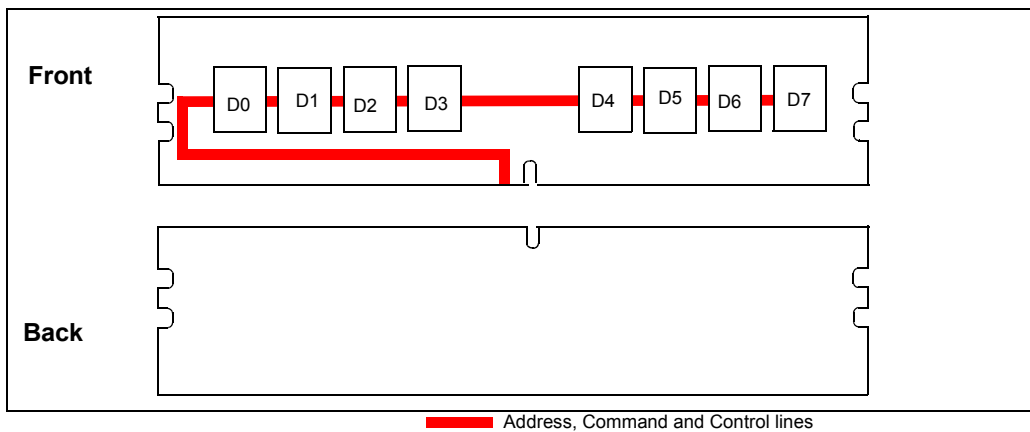 Front
D0 D1 D2 D3 D4 D5 D6 D7
Back
Address, Command and Control lines